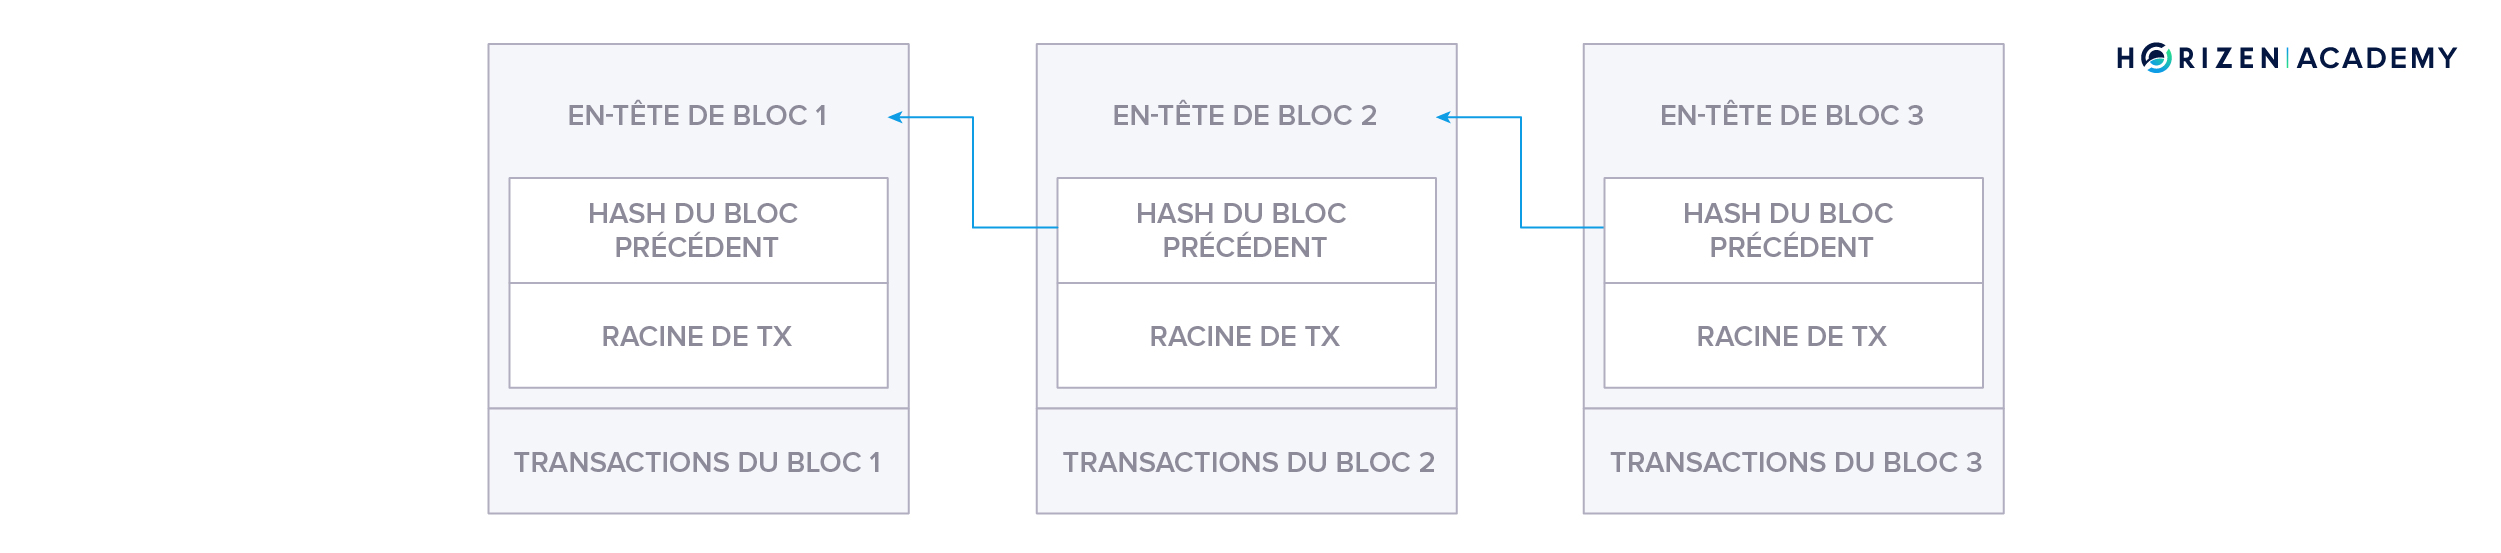 HORIZEN | ACADEMY
EN-TÊTE DE BLOC 1
HASH DU BLOC
PRÉCÉDENT
RACINE DE TX
TRANSACTIONS DU BLOC 1
EN-TÊTE DE BLOC 2
HASH DU BLOC
PRÉCÉDENT
RACINE DE TX
TRANSACTIONS DU BLOC 2
EN-TÊTE DE BLOC 3
HASH DU BLOC
PRÉCÉDENT
RACINE DE TX
TRANSACTIONS DU BLOC 3